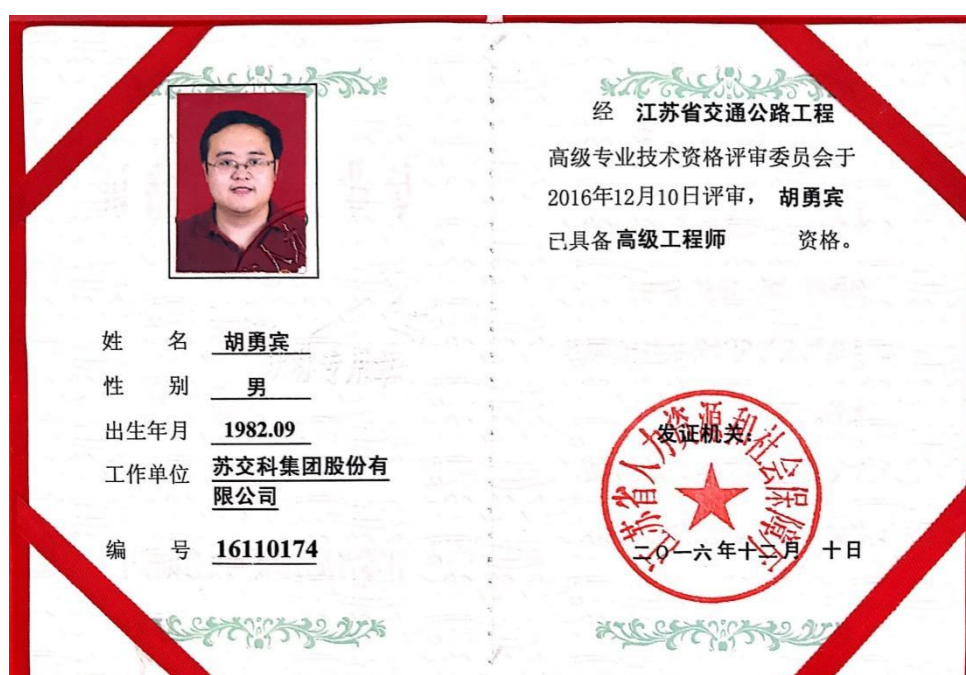 姓 名 胡勇宾
性 别 男
出生年月 1982.09
工作单位 苏交科集团股份有
限公司
编 号 16110174
经 江苏省交通公路工程
高级专业技术资格评审委员会于
2016年12月10日评审， 胡勇宾
已具备 高级工程师 资格。
江苏省人力资源和社会保障厅
发证机关：
二〇一六年十二月 十日